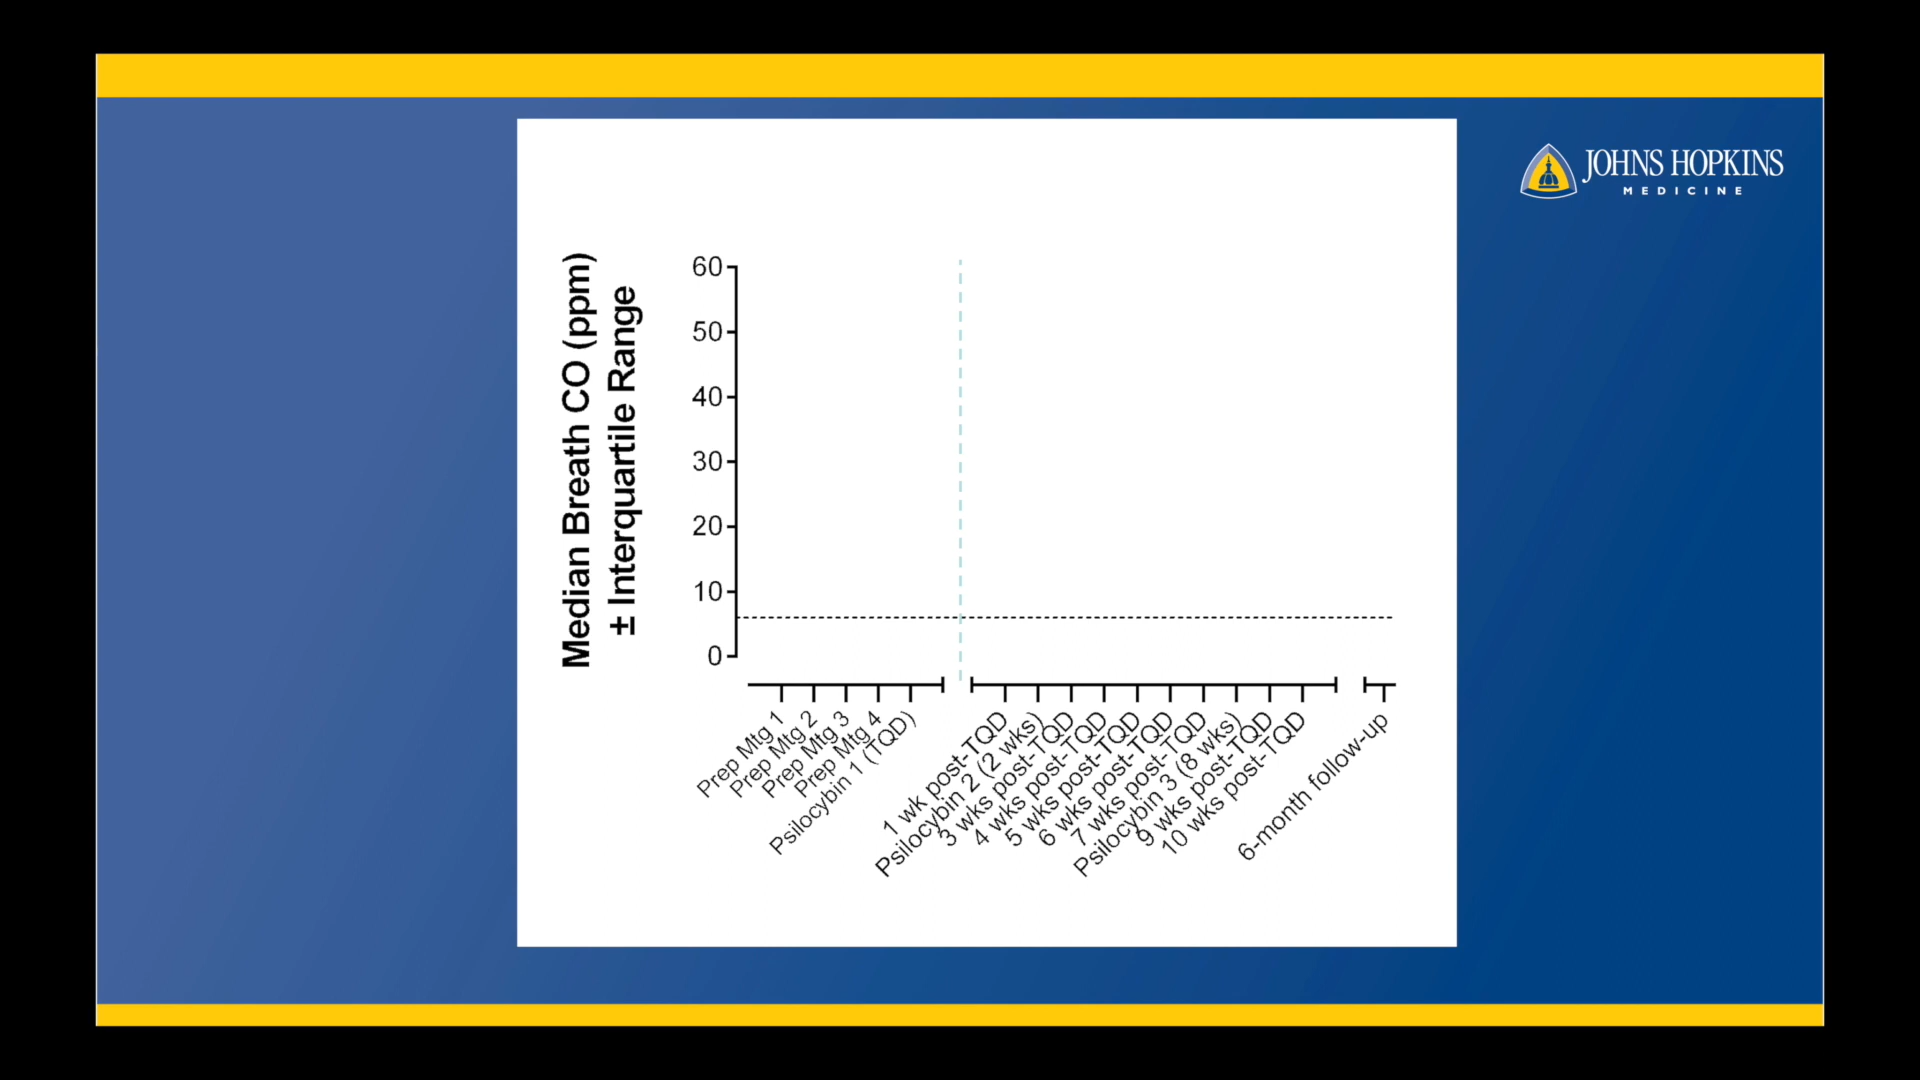 JOHNS HOPKINS
MEDICINE
Median Breath CO (ppm)
± Interquartile Range
60
50
40
30
20
10
0
Prep Mtg 1
Prep Mtg 2
Prep Mtg 3
Prep Mtg 4
Psilocybin 1 (TQD)
1 wk post-TQD
Psilocybin 2 (2 wks)
3 wks post-TQD
4 wks post-TQD
5 wks post-TQD
6 wks post-TQD
7 wks post-TQD
Psilocybin 3 (8 wks)
9 wks post-TQD
10 wks post-TQD
6-month follow-up